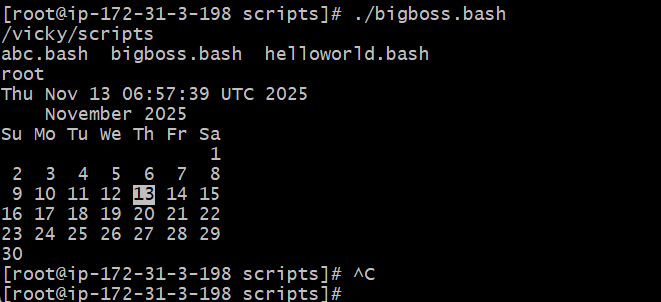 [root@ip-172-31-3-198 scripts]# ./bigboss.bash
/vicky/scripts
abc.bash  bigboss.bash  helloworld.bash
root
Thu Nov 13 06:57:39 UTC 2025
    November 2025
Su Mo Tu We Th Fr Sa
                   1
 2  3  4  5  6  7  8
 9 10 11 12 13 14 15
16 17 18 19 20 21 22
23 24 25 26 27 28 29
30
[root@ip-172-31-3-198 scripts]# ^C
[root@ip-172-31-3-198 scripts]#